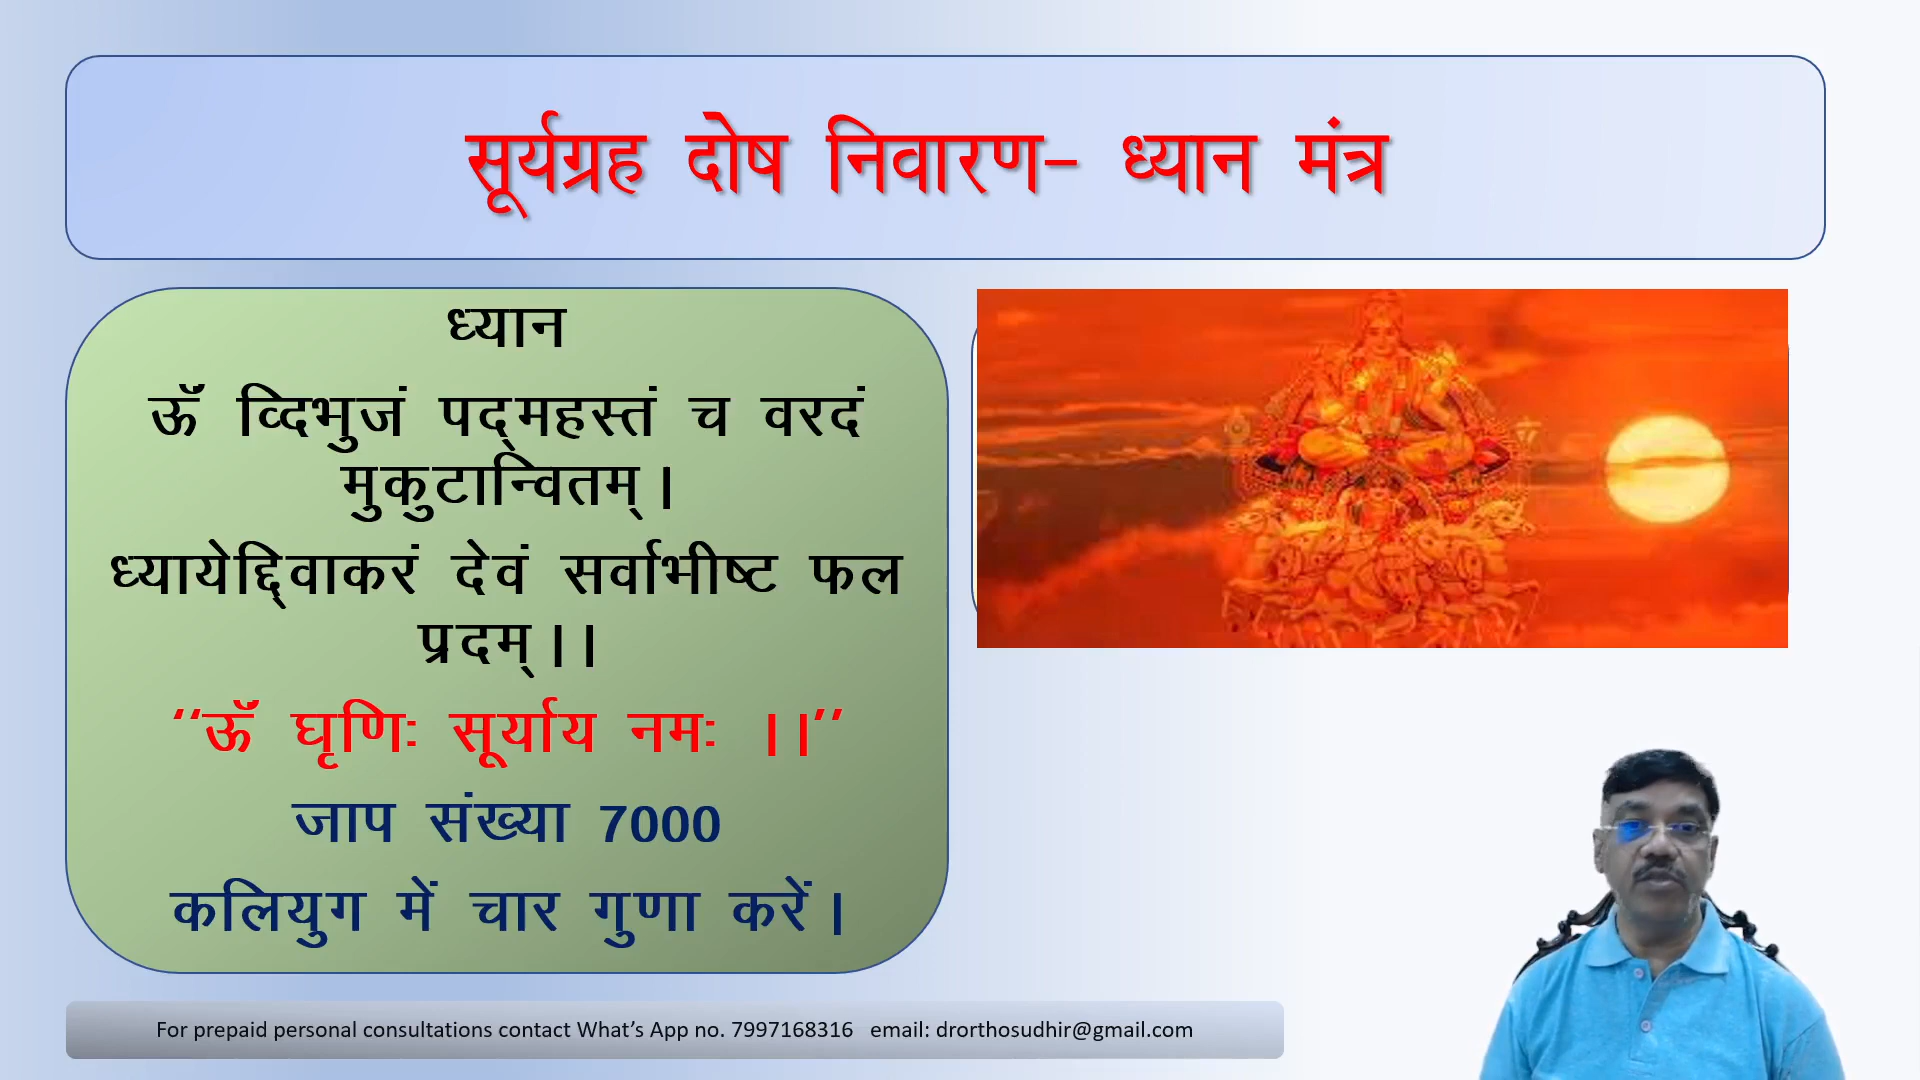 सूर्यग्रह दोष निवारण- ध्यान मंत्र
ध्यान
ऊँ व्दिभुजं पद्महस्तं च वरदं
मुकुटान्वितम्।
ध्यायेद्दिवाकरं देवं सर्वाभीष्ट फल
प्रदम्।।
“ऊँ घृणिः सूर्याय नमः ।।”
जाप संख्या 7000
कलियुग में चार गुणा करें।
For prepaid personal consultations contact What’s App no. 7997168316 email: drorthosudhir@gmail.com